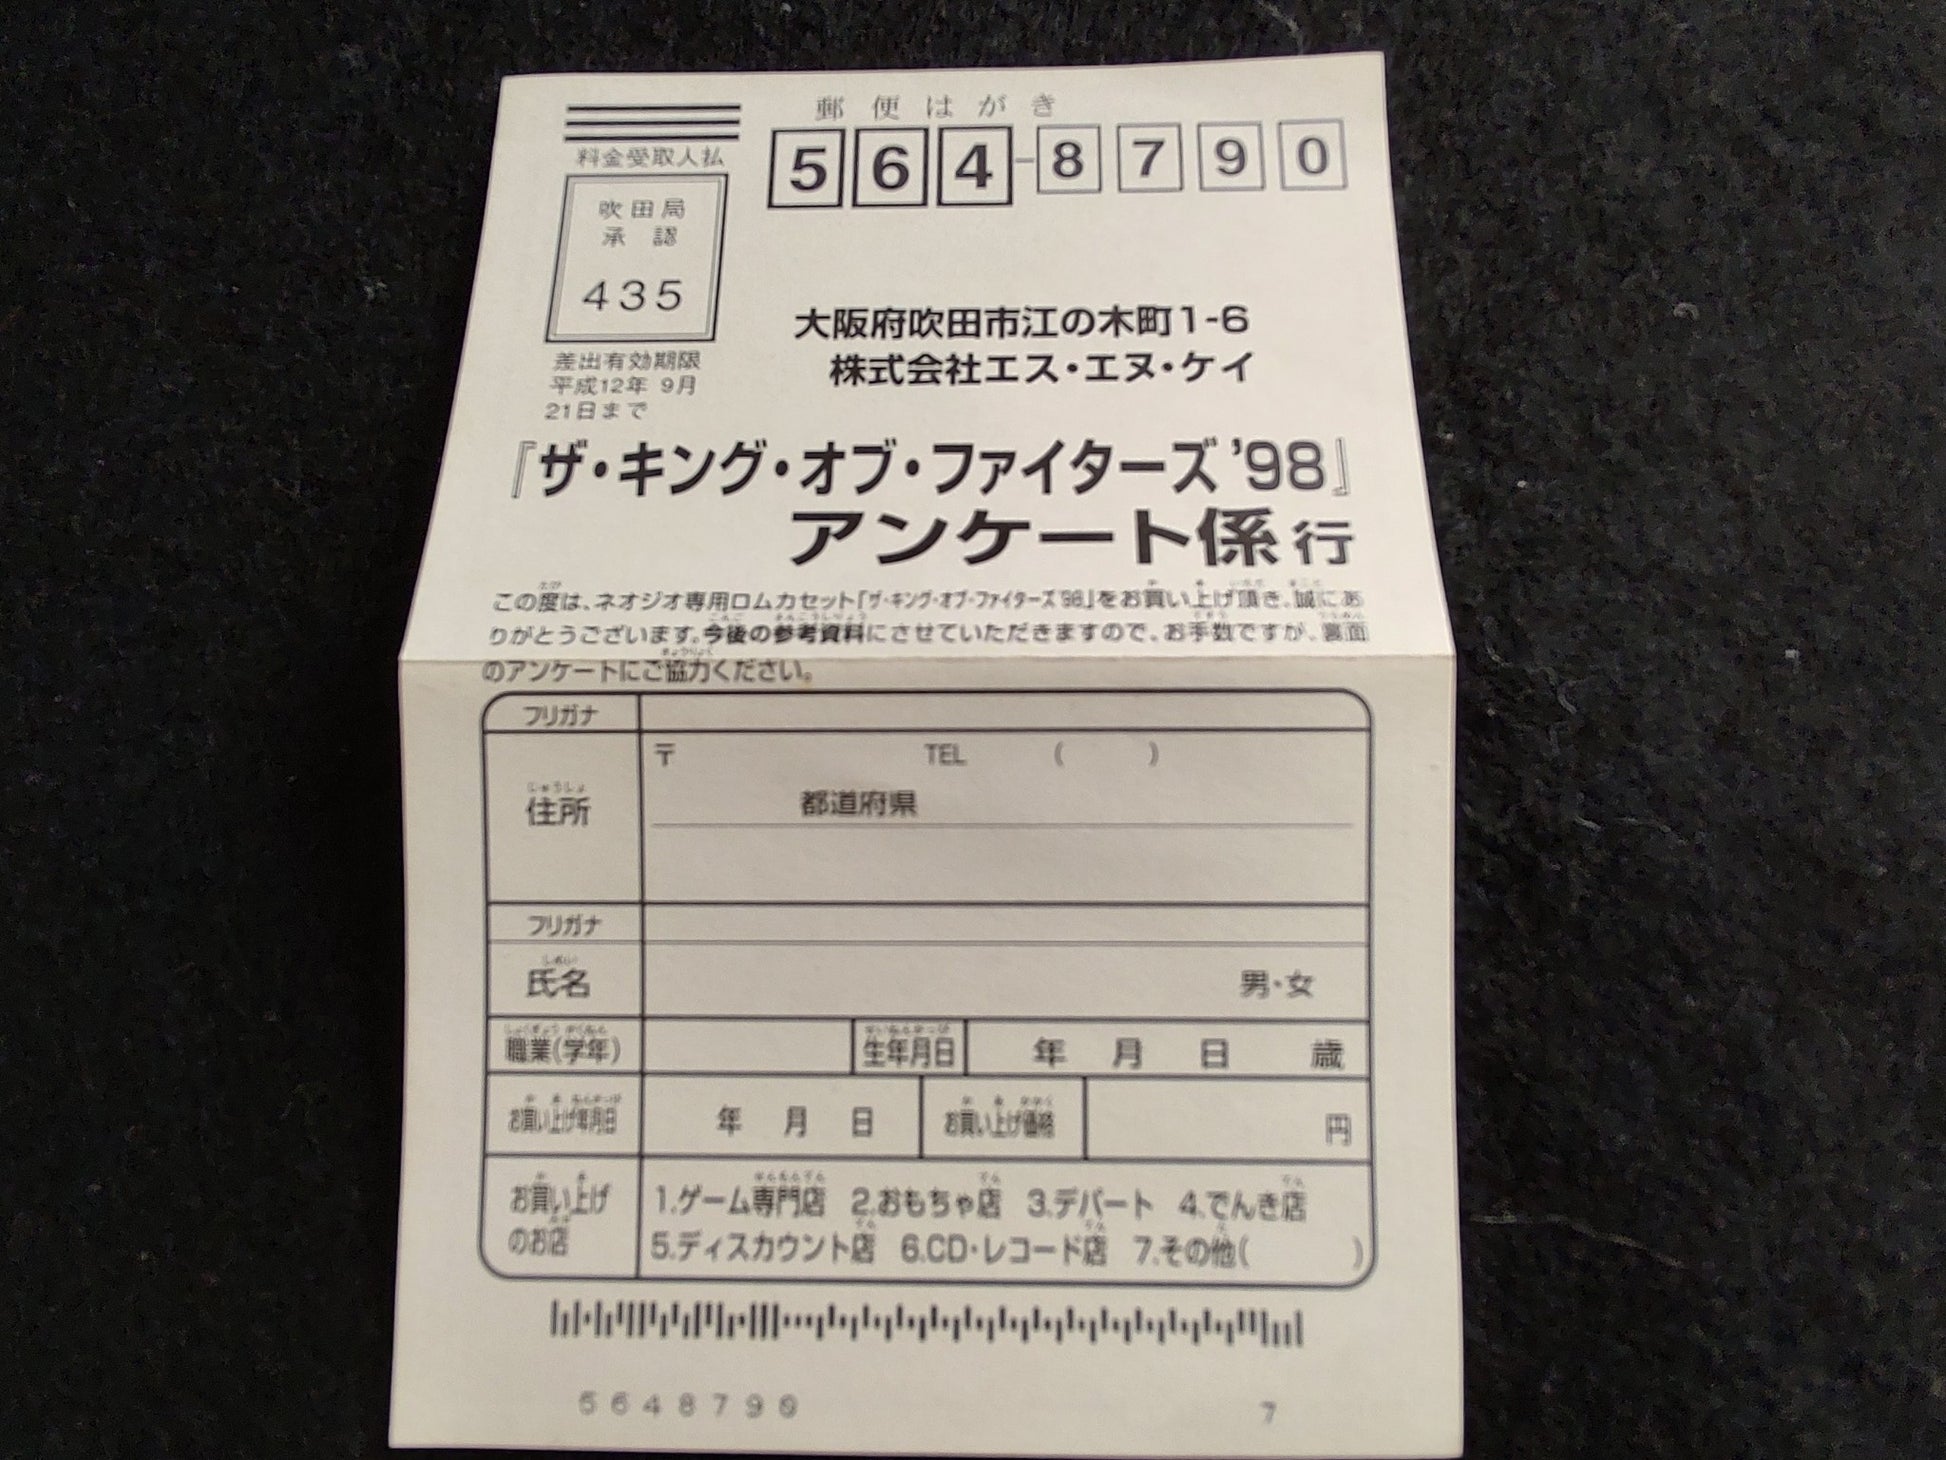 郵便はがき
564-8790
料金受取人払
吹田局
承認
435
差出有効期限
平成12年9月
21日まで
大阪府吹田市江の木町1-6
株式会社エス・エヌ・ケイ
『ザ・キング・オブ・ファイターズ'98』
アンケート係 行
この度は、ネオジオ専用ロムカセット「ザ・キング・オブ・ファイターズ'98」をお買い上げ頂き、誠にあ
りがとうございます。今後の参考資料にさせていただきますので、お手数ですが、裏面
のアンケートにご協力ください。
フリガナ
住所
じゅうしょ
〒 TEL ( )
都道府県
フリガナ
氏名
しめい
男・女
職業(学年)
生年月日
年 月 日 歳
お買い上げ年月日
年 月 日
お買い上げ価格
円
お買い上げ
のお店
1.ゲーム専門店 2.おもちゃ店 3.デパート 4.でんき店
5.ディスカウント店 6.CD・レコード店 7.その他( )
5648790
7